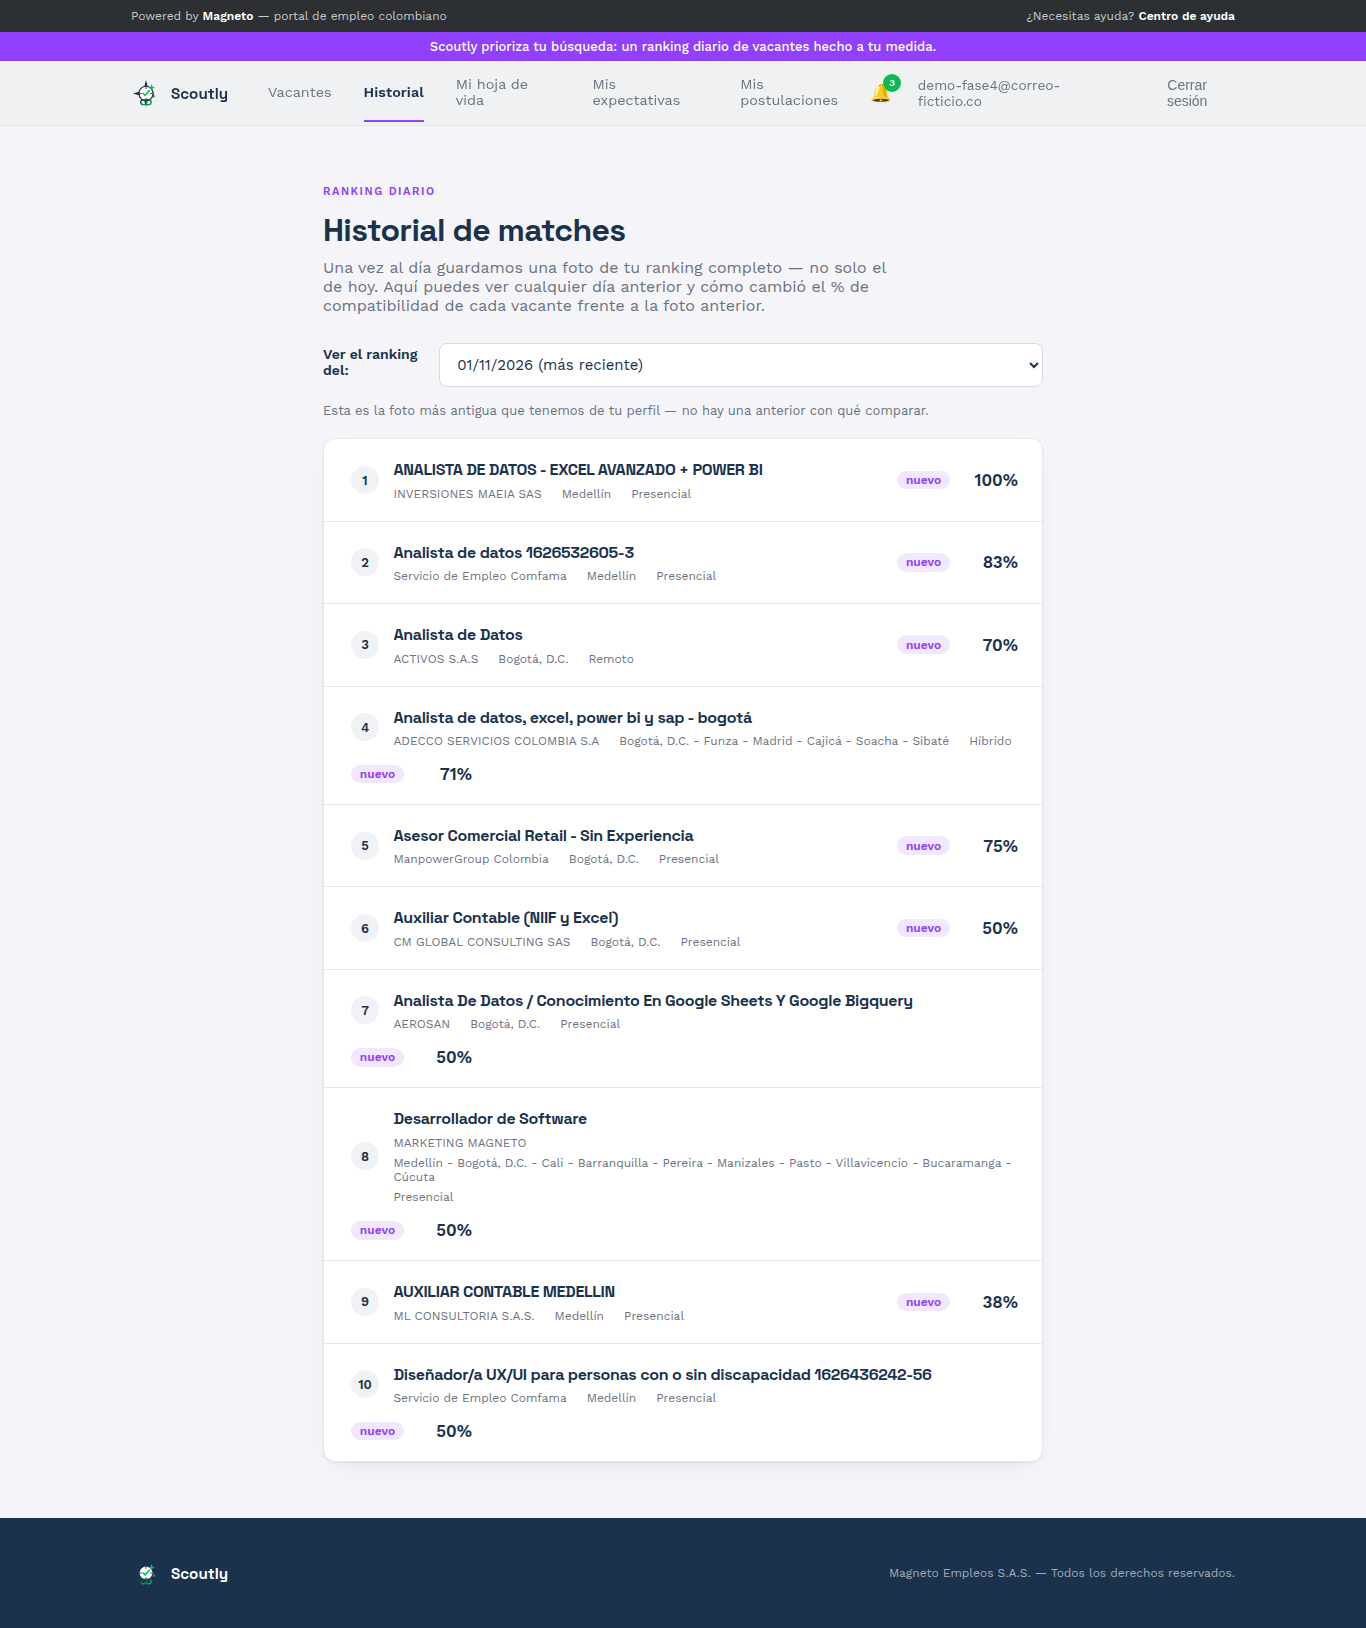 Powered by Magneto — portal de empleo colombiano
¿Necesitas ayuda? Centro de ayuda
Scoutly prioriza tu búsqueda: un ranking diario de vacantes hecho a tu medida.
Scoutly
Vacantes
Historial
Mi hoja de
vida
Mis
expectativas
Mis
postulaciones
3
demo-fase4@correo-
ficticio.co
Cerrar
sesión
RANKING DIARIO
Historial de matches
Una vez al día guardamos una foto de tu ranking completo — no solo el
de hoy. Aquí puedes ver cualquier día anterior y cómo cambió el % de
compatibilidad de cada vacante frente a la foto anterior.
Ver el ranking
del:
01/11/2026 (más reciente)
Esta es la foto más antigua que tenemos de tu perfil — no hay una anterior con qué comparar.
1
ANALISTA DE DATOS - EXCEL AVANZADO + POWER BI
INVERSIONES MAEIA SAS Medellín Presencial
nuevo 100%
2
Analista de datos 1626532605-3
Servicio de Empleo Comfama Medellín Presencial
nuevo 83%
3
Analista de Datos
ACTIVOS S.A.S Bogotá, D.C. Remoto
nuevo 70%
4
Analista de datos, excel, power bi y sap - bogotá
ADECCO SERVICIOS COLOMBIA S.A Bogotá, D.C. - Funza - Madrid - Cajicá - Soacha - Sibaté Híbrido
nuevo 71%
5
Asesor Comercial Retail - Sin Experiencia
ManpowerGroup Colombia Bogotá, D.C. Presencial
nuevo 75%
6
Auxiliar Contable (NIIF y Excel)
CM GLOBAL CONSULTING SAS Bogotá, D.C. Presencial
nuevo 50%
7
Analista De Datos / Conocimiento En Google Sheets Y Google Bigquery
AEROSAN Bogotá, D.C. Presencial
nuevo 50%
8
Desarrollador de Software
MARKETING MAGNETO
Medellín - Bogotá, D.C. - Cali - Barranquilla - Pereira - Manizales - Pasto - Villavicencio - Bucaramanga -
Cúcuta
Presencial
nuevo 50%
9
AUXILIAR CONTABLE MEDELLIN
ML CONSULTORIA S.A.S. Medellín Presencial
nuevo 38%
10
Diseñador/a UX/UI para personas con o sin discapacidad 1626436242-56
Servicio de Empleo Comfama Medellín Presencial
nuevo 50%
Scoutly
Magneto Empleos S.A.S. — Todos los derechos reservados.